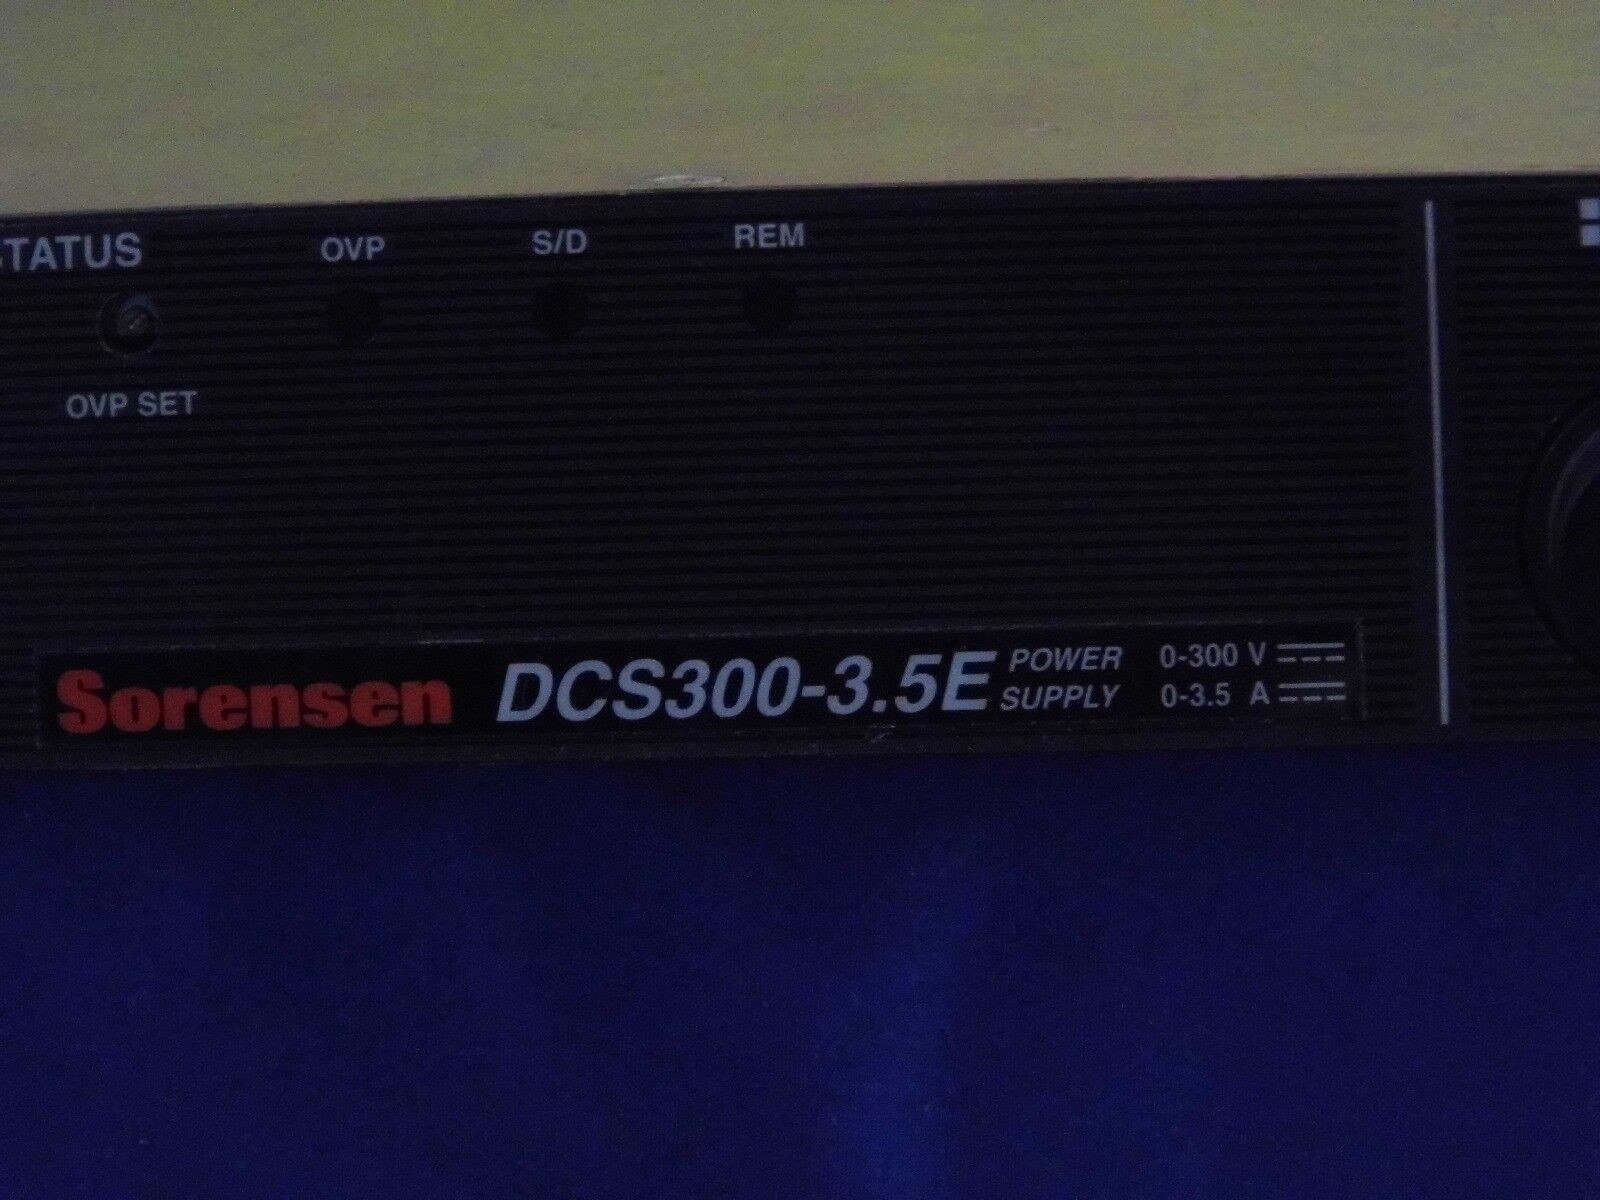 STATUS OVP S/D REM
OVP SET
Sorensen DCS300-3.5E POWER SUPPLY 0-300 V
0-3.5 A